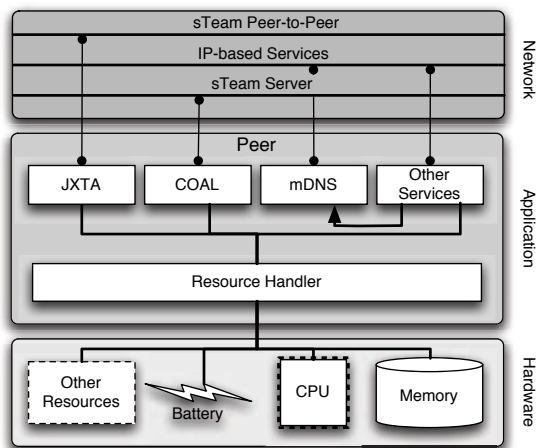 sTeam Peer-to-Peer
IP-based Services
sTeam Server
Network
Peer
JXTA
COAL
mDNS
Other
Services
Application
Resource Handler
Other
Resources
Battery
CPU
Memory
Hardware